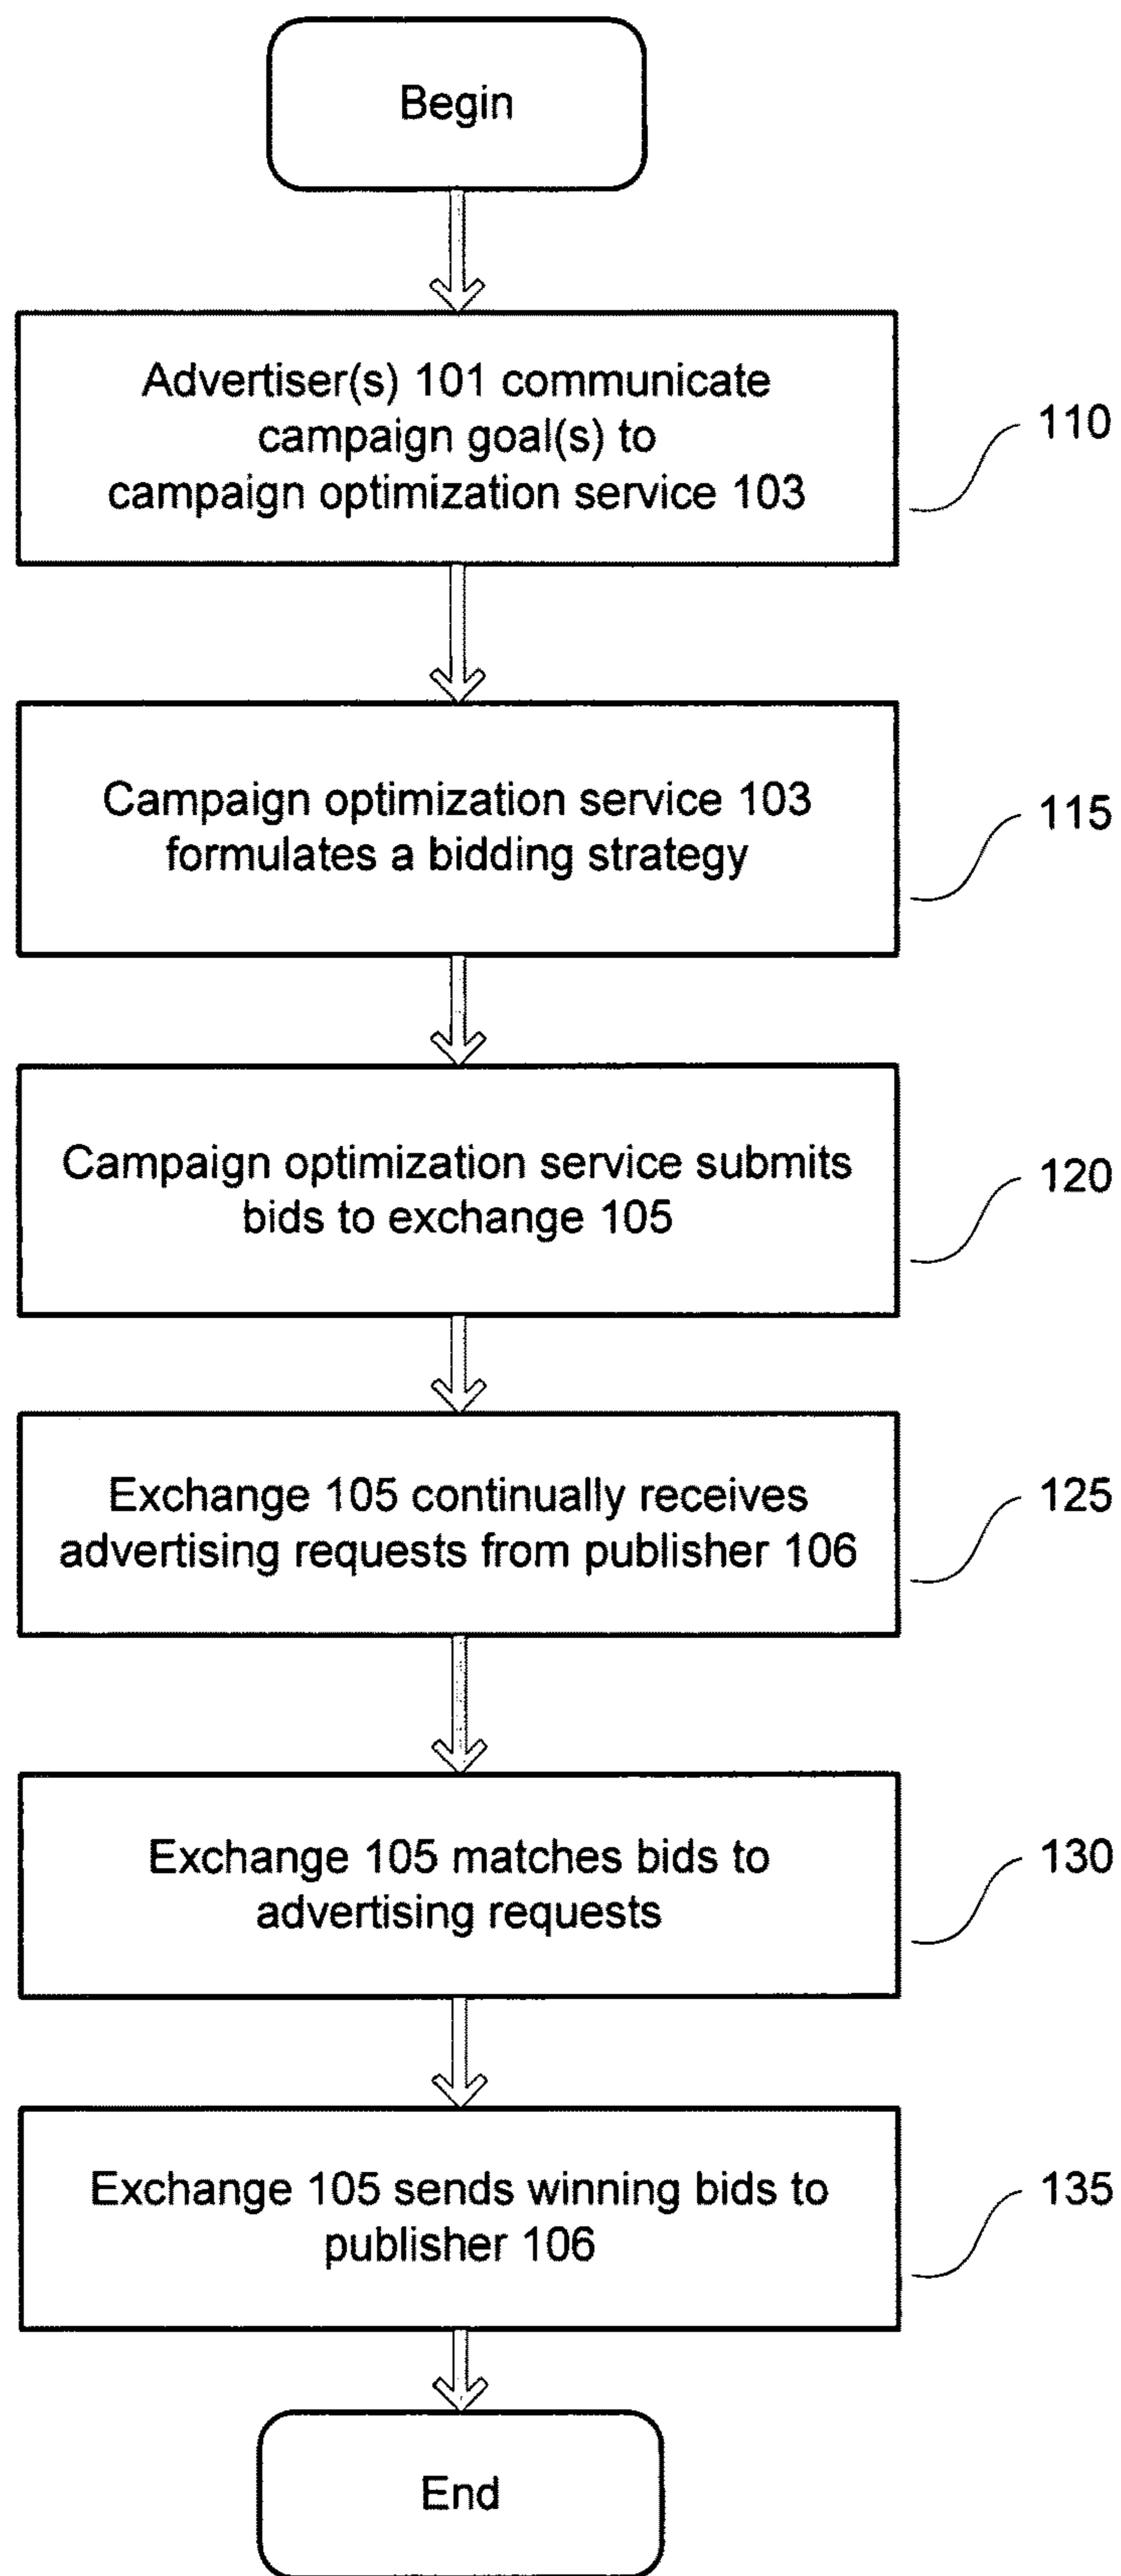 Begin
Advertiser(s) 101 communicate
campaign goal(s) to
campaign optimization service 103
110
Campaign optimization service 103
formulates a bidding strategy
115
Campaign optimization service submits
bids to exchange 105
120
Exchange 105 continually receives
advertising requests from publisher 106
125
Exchange 105 matches bids to
advertising requests
130
Exchange 105 sends winning bids to
publisher 106
135
End